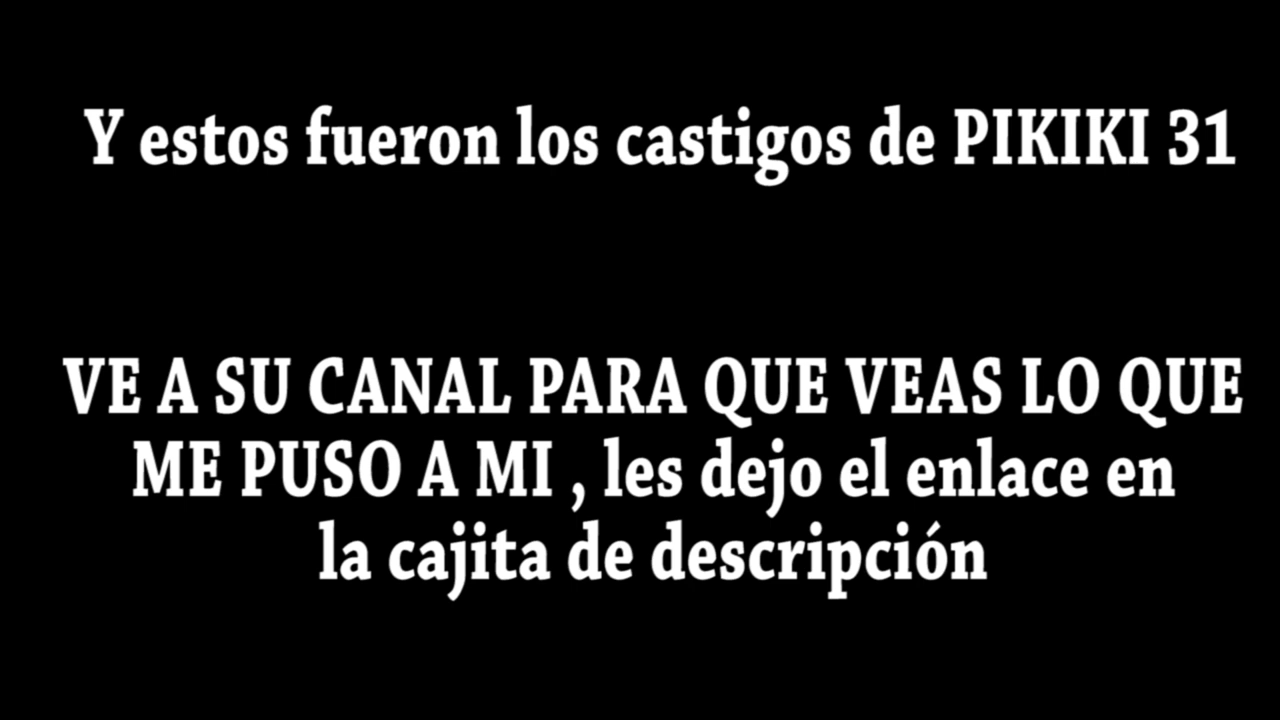 Y estos fueron los castigos de PIKIKI 31
VE A SU CANAL PARA QUE VEAS LO QUE
ME PUSO A MI , les dejo el enlace en
la cajita de descripción